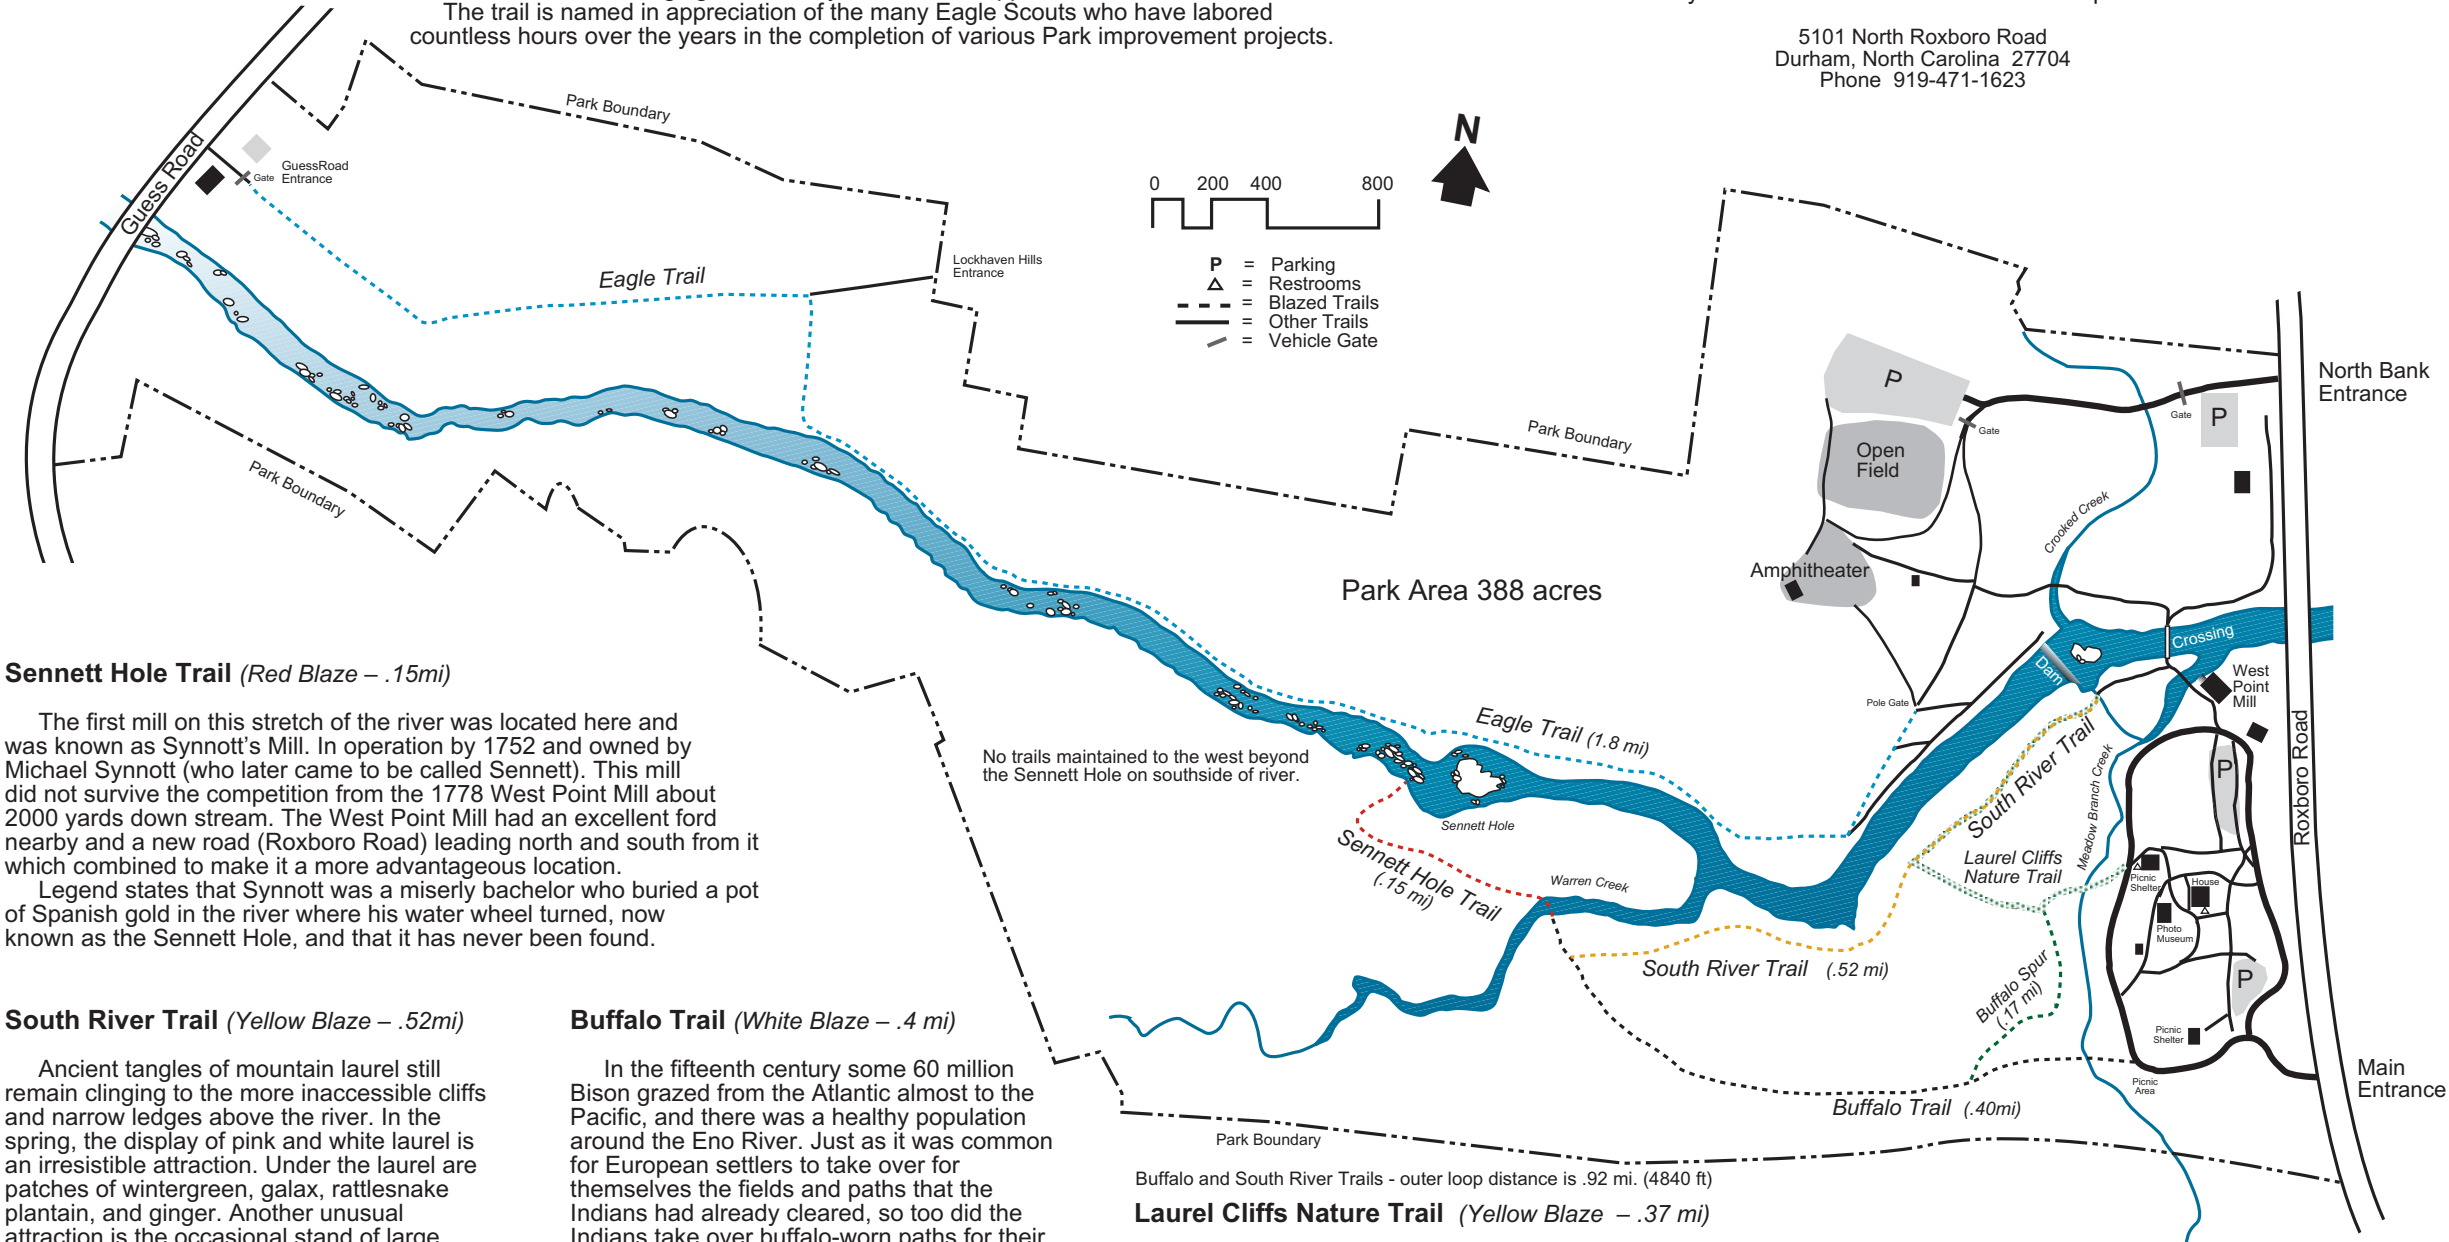 The trail is named in appreciation of the many Eagle Scouts who have labored
countless hours over the years in the completion of various Park improvement projects.
5101 North Roxboro Road
Durham, North Carolina  27704
Phone  919-471-1623
Guess Road
Gate
GuessRoad
Entrance
Park Boundary
Eagle Trail
Lockhaven Hills
Entrance
N
0 200 400 800
P = Parking
= Restrooms
= Blazed Trails
= Other Trails
= Vehicle Gate
Park Boundary
Park Boundary
P
Open
Field
Gate
Gate
P
North Bank
Entrance
Crooked Creek
Amphitheater
Park Area 388 acres
Pole Gate
Dam
Crossing
West
Point
Mill
Roxboro Road
Eagle Trail (1.8 mi)
No trails maintained to the west beyond
the Sennett Hole on southside of river.
Sennett Hole
Sennett Hole Trail
(.15 mi)
Warren Creek
South River Trail
Meadow Branch Creek
Laurel Cliffs
Nature Trail
P
Picnic
Shelter
House
Photo
Museum
P
Picnic
Shelter
Picnic
Area
Main
Entrance
South River Trail (.52 mi)
Buffalo Spur
(.17 mi)
Buffalo Trail (.40mi)
Park Boundary
Buffalo and South River Trails - outer loop distance is .92 mi. (4840 ft)
Laurel Cliffs Nature Trail (Yellow Blaze – .37 mi)
Sennett Hole Trail (Red Blaze – .15mi)
The first mill on this stretch of the river was located here and
was known as Synnott’s Mill. In operation by 1752 and owned by
Michael Synnott (who later came to be called Sennett). This mill
did not survive the competition from the 1778 West Point Mill about
2000 yards down stream. The West Point Mill had an excellent ford
nearby and a new road (Roxboro Road) leading north and south from it
which combined to make it a more advantageous location.
Legend states that Synnott was a miserly bachelor who buried a pot
of Spanish gold in the river where his water wheel turned, now
known as the Sennett Hole, and that it has never been found.
South River Trail (Yellow Blaze – .52mi)
Ancient tangles of mountain laurel still
remain clinging to the more inaccessible cliffs
and narrow ledges above the river. In the
spring, the display of pink and white laurel is
an irresistible attraction. Under the laurel are
patches of wintergreen, galax, rattlesnake
plantain, and ginger. Another unusual
attraction is the occasional stand of large
Buffalo Trail (White Blaze – .4 mi)
In the fifteenth century some 60 million
Bison grazed from the Atlantic almost to the
Pacific, and there was a healthy population
around the Eno River. Just as it was common
for European settlers to take over for
themselves the fields and paths that the
Indians had already cleared, so too did the
Indians take over buffalo-worn paths for their